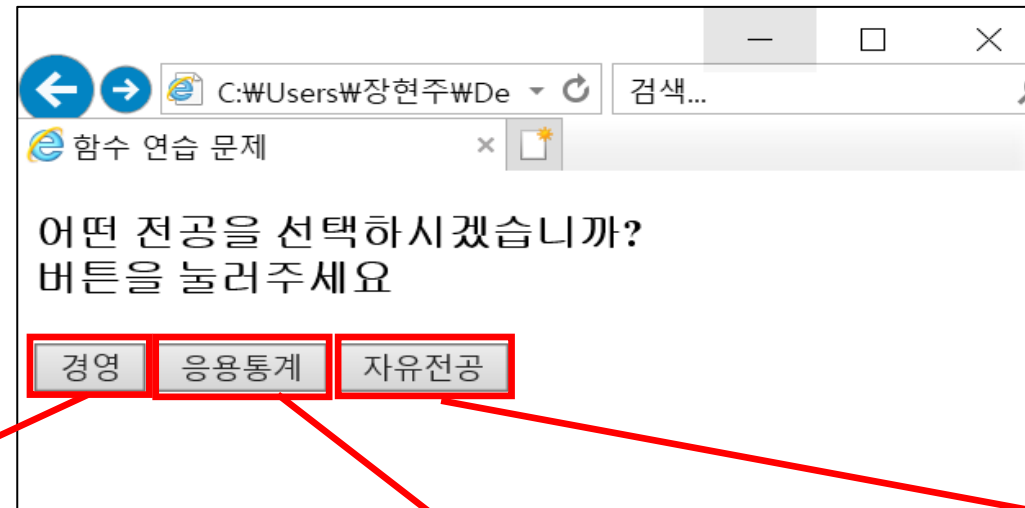 C:₩Users₩장현주₩De
검색...
함수 연습 문제
어떤 전공을 선택하시겠습니까?
버튼을 눌러주세요
경영 응용통계 자유전공